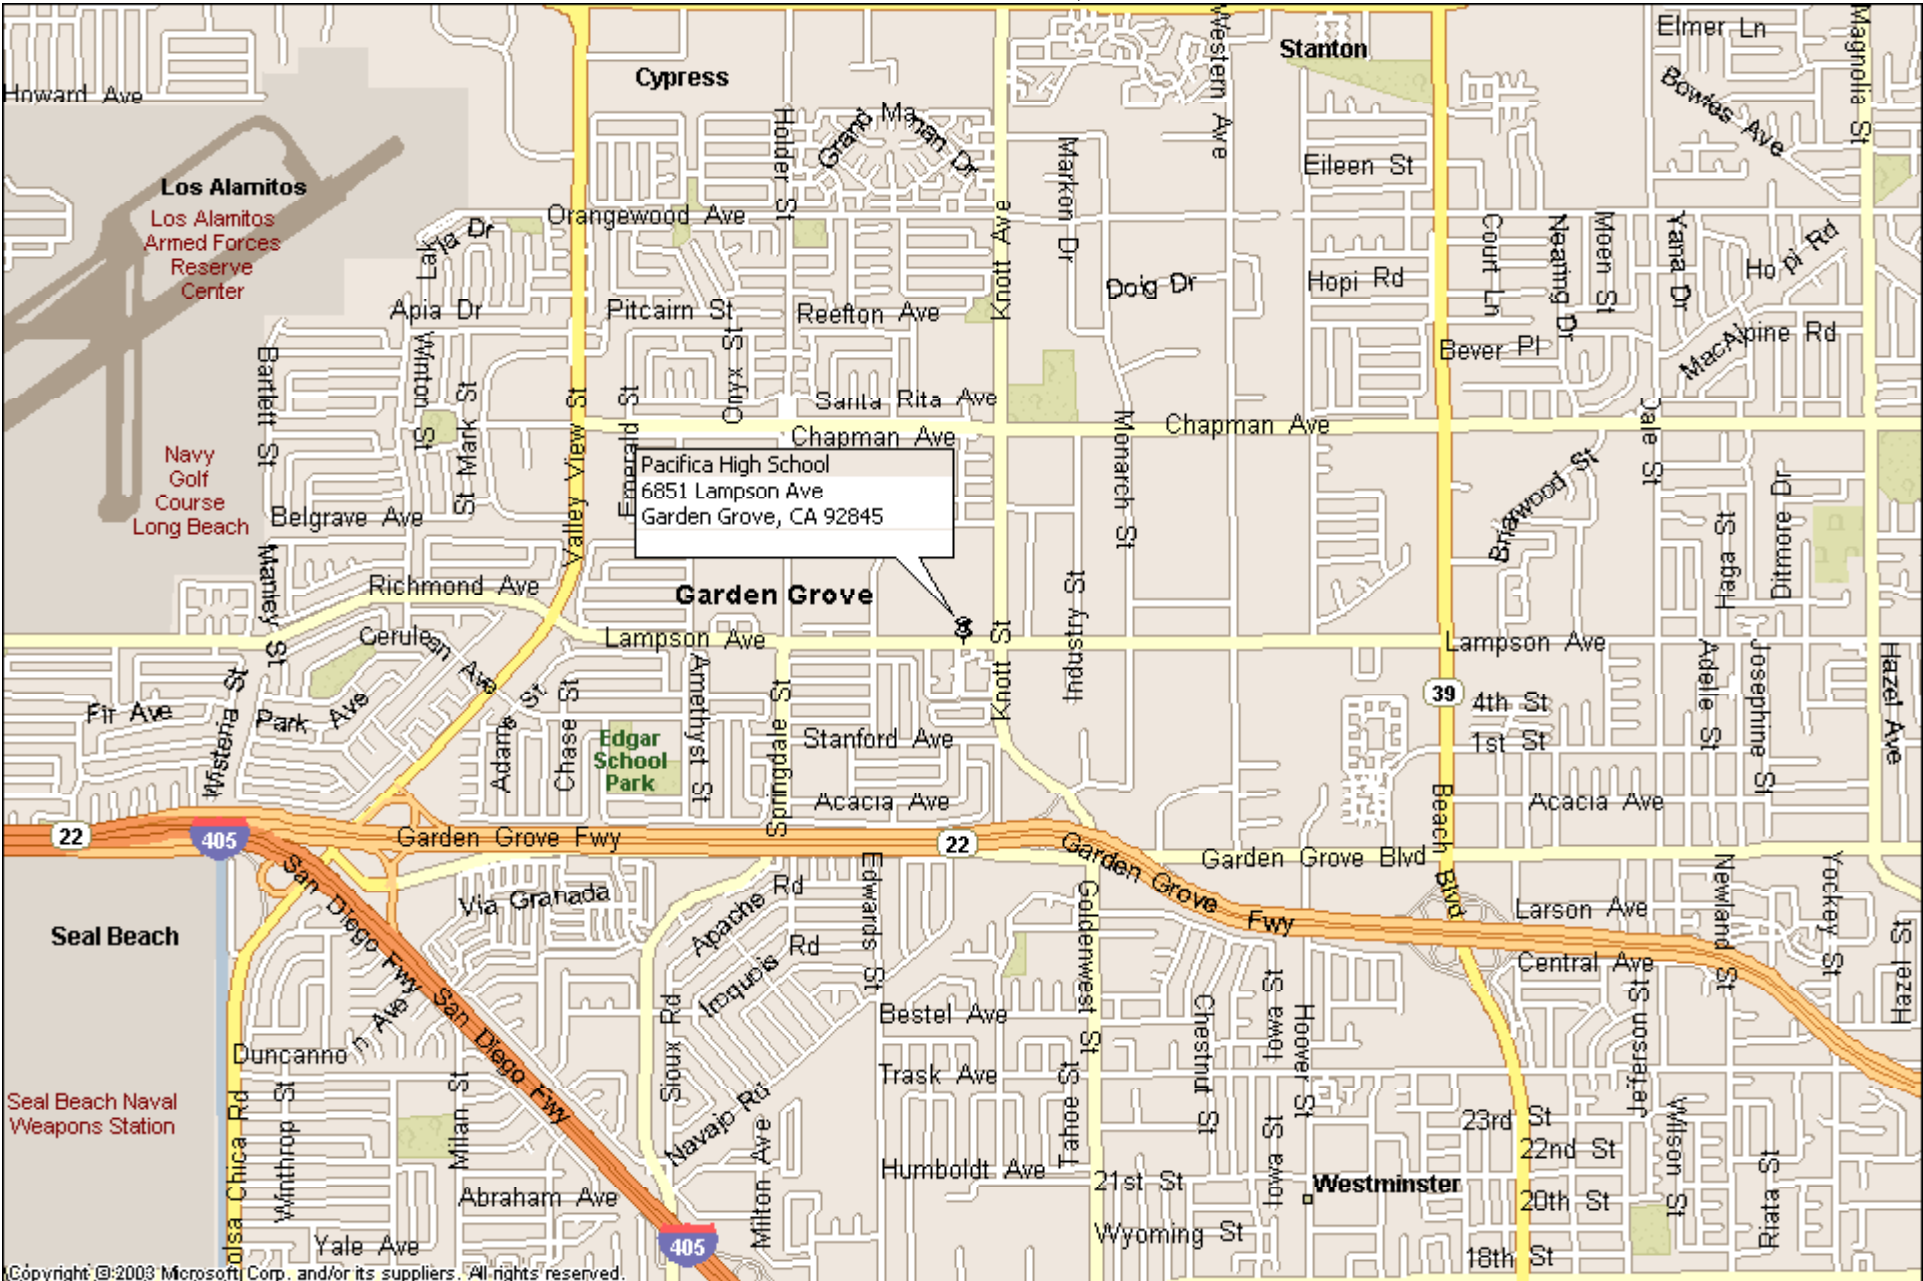 Elmer Ln
Magnolia St
Western Ave
Stanton
Cypress
Howard Ave
Bowles Ave
Holder St
Grand Manan Dr
Markon Dr
Eileen St
Los Alamitos
Los Alamitos
Armed Forces
Reserve
Center
Orangewood Ave
Lafla Dr
Knott Ave
Court Ln
Nearing Dr
Moen St
Yana Dr
Hopi Rd
Doig Dr
Hopi Rd
Apia Dr
Pitcairn St
Reefton Ave
MacAlpine Rd
Bever Pl
Bartlett St
Winton St
St Mark St
Valley View St
Emerald St
Onyx St
Santa Rita Ave
Chapman Ave
Chapman Ave
Monarch St
Dale St
Briarwood St
Haga St
Ditmore Dr
Navy
Golf
Course
Long Beach
Pacifica High School
6851 Lampson Ave
Garden Grove, CA 92845
Belgrave Ave
Manley St
Richmond Ave
Garden Grove
Industry St
Cerulean Ave
Lampson Ave
Knott St
Lampson Ave
Adelle St
Josephine St
Hazel Ave
Fir Ave
Wisteria St
Park Ave
Adams St
Chase St
Amethyst St
Springdale St
39
4th St
1st St
Edgar
School
Park
Stanford Ave
Acacia Ave
Beach Blvd
Acacia Ave
22
405
Garden Grove Fwy
22
Garden Grove Fwy
Garden Grove Blvd
San Diego Fwy
Via Granada
Apache Rd
Edwards St
Goldenwest St
Larson Ave
Newland St
Yockey St
Hazel St
Seal Beach
Iroquois Rd
Central Ave
San Diego Fwy
Sioux Rd
Bestel Ave
Chestnut St
Iowa St
Hoover St
Jefferson St
Duncannon Ave
Trask Ave
Tahoe St
Seal Beach Naval
Weapons Station
olsa Chica Rd
Winthrop St
Milan St
Navajo Rd
Milton Ave
23rd St
22nd St
Wilson St
Riata St
Humboldt Ave
21st St
Iowa St
Westminster
20th St
Abraham Ave
Wyoming St
Yale Ave
405
18th St
Copyright © 2003 Microsoft Corp. and/or its suppliers. All rights reserved.